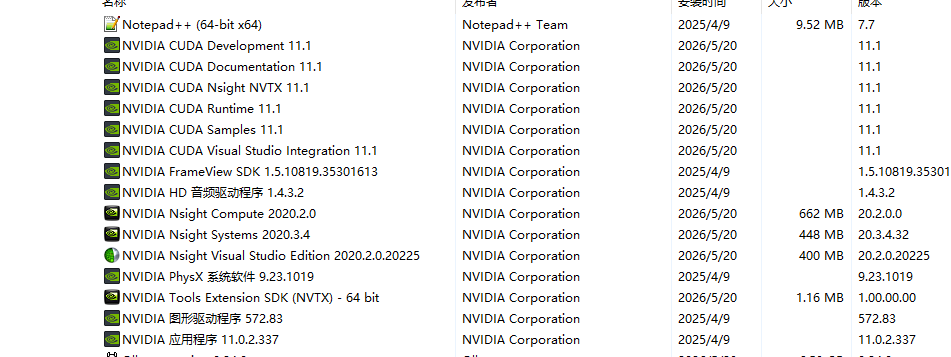 名称 发布者 安装时间 大小 版本
Notepad++ (64-bit x64) Notepad++ Team 2025/4/9 9.52 MB 7.7
NVIDIA CUDA Development 11.1 NVIDIA Corporation 2026/5/20 11.1
NVIDIA CUDA Documentation 11.1 NVIDIA Corporation 2026/5/20 11.1
NVIDIA CUDA Nsight NVTX 11.1 NVIDIA Corporation 2026/5/20 11.1
NVIDIA CUDA Runtime 11.1 NVIDIA Corporation 2026/5/20 11.1
NVIDIA CUDA Samples 11.1 NVIDIA Corporation 2026/5/20 11.1
NVIDIA CUDA Visual Studio Integration 11.1 NVIDIA Corporation 2026/5/20 11.1
NVIDIA FrameView SDK 1.5.10819.35301613 NVIDIA Corporation 2025/4/9 1.5.10819.35301
NVIDIA HD 音频驱动程序 1.4.3.2 NVIDIA Corporation 2025/4/9 1.4.3.2
NVIDIA Nsight Compute 2020.2.0 NVIDIA Corporation 2026/5/20 662 MB 20.2.0.0
NVIDIA Nsight Systems 2020.3.4 NVIDIA Corporation 2026/5/20 448 MB 20.3.4.32
NVIDIA Nsight Visual Studio Edition 2020.2.0.20225 NVIDIA Corporation 2026/5/20 400 MB 20.2.0.20225
NVIDIA PhysX 系统软件 9.23.1019 NVIDIA Corporation 2025/4/9 9.23.1019
NVIDIA Tools Extension SDK (NVTX) - 64 bit NVIDIA Corporation 2026/5/20 1.16 MB 1.00.00.00
NVIDIA 图形驱动程序 572.83 NVIDIA Corporation 2025/4/9 572.83
NVIDIA 应用程序 11.0.2.337 NVIDIA Corporation 2025/4/9 11.0.2.337